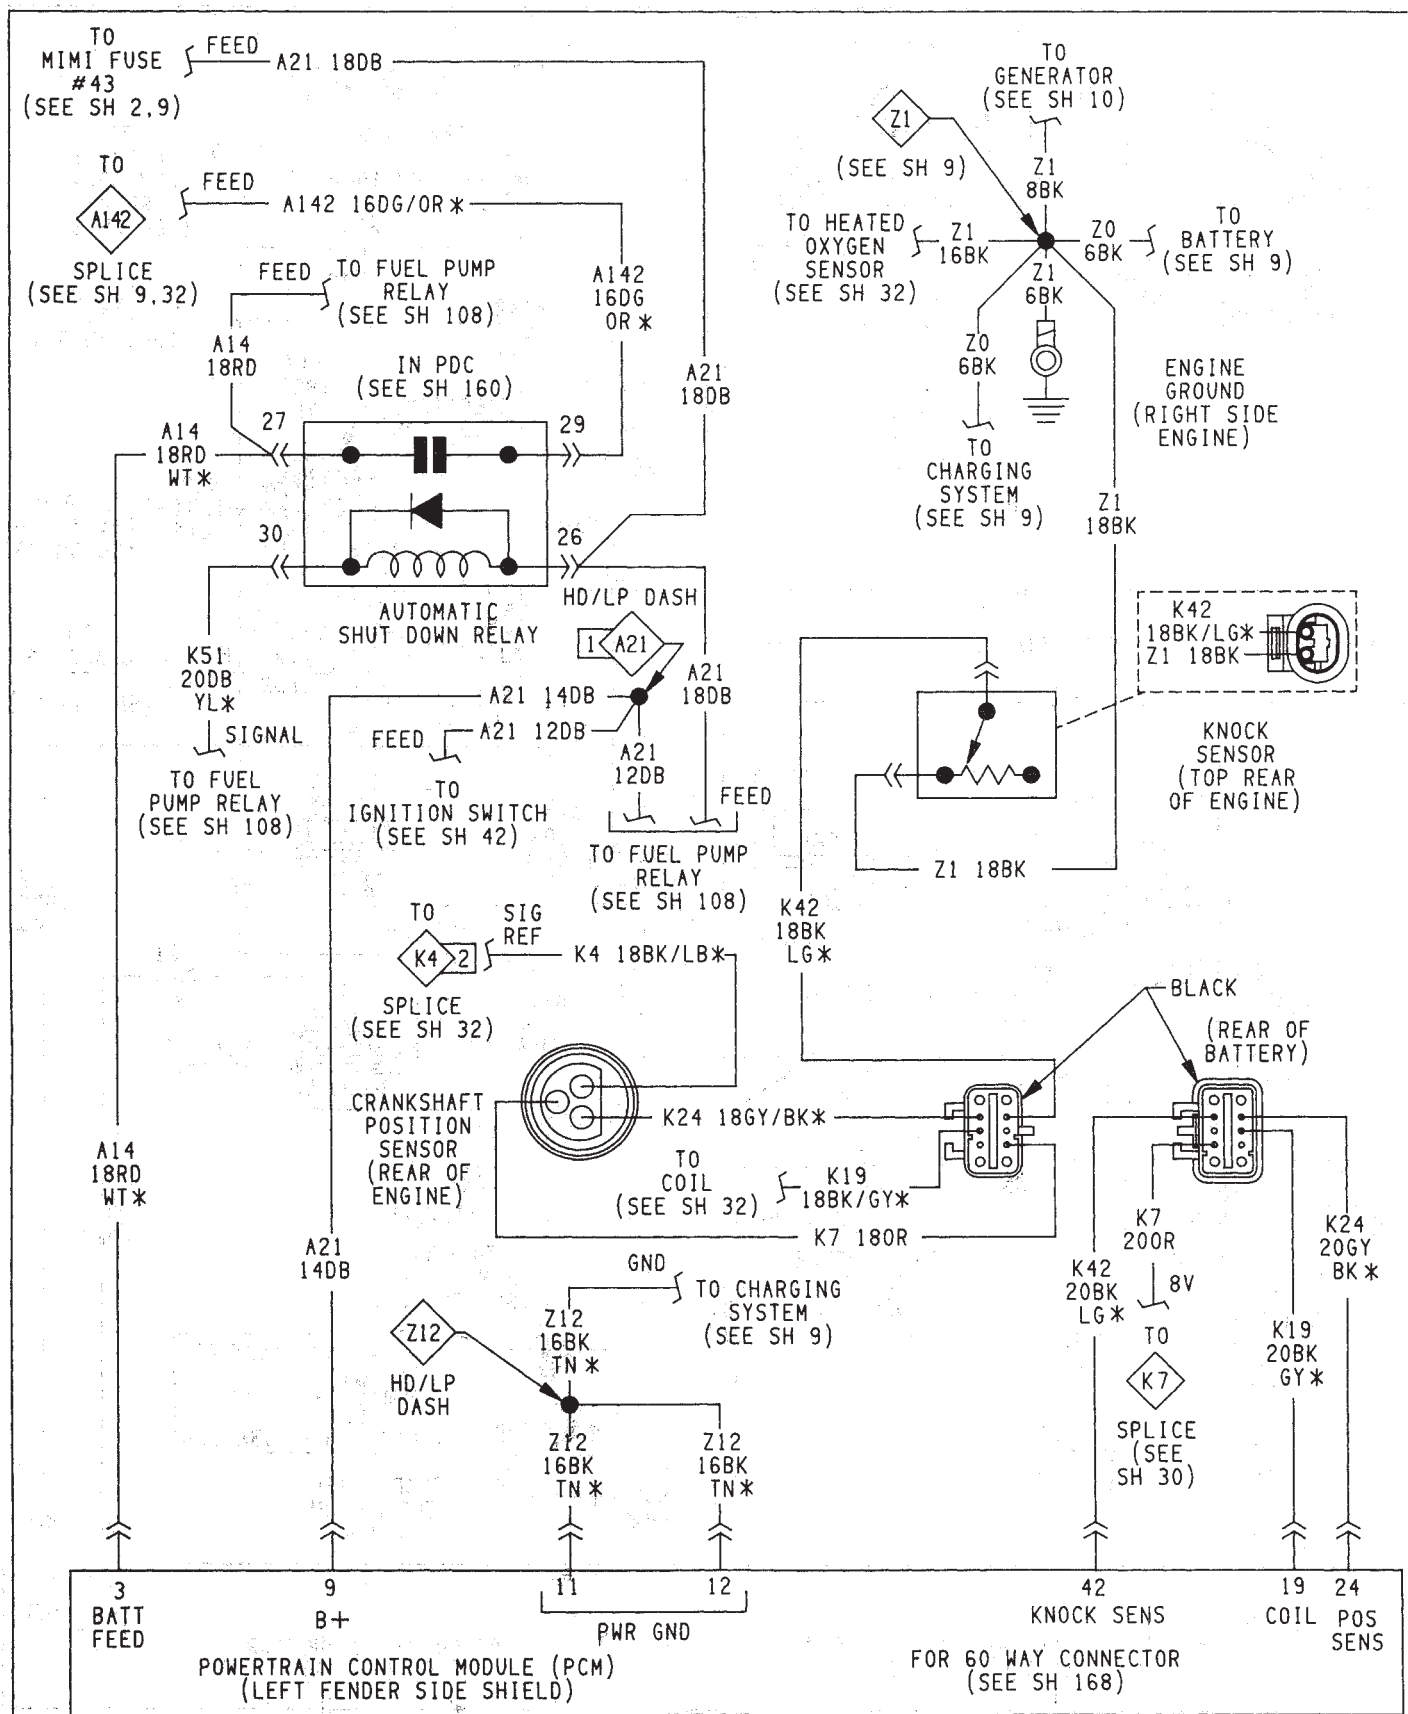 TO
MIMI FUSE
#43
(SEE SH 2,9)
FEED
A21 18DB
TO
A142
SPLICE
(SEE SH 9,32)
FEED
A142 16DG/OR*
FEED
TO FUEL PUMP
RELAY
(SEE SH 108)
A142
16DG
OR*
A14
18RD
IN PDC
(SEE SH 160)
A21
18DB
A14
18RD
WT*
27
29
30
26
AUTOMATIC
SHUT DOWN RELAY
K51
20DB
YL*
SIGNAL
TO FUEL
PUMP RELAY
(SEE SH 108)
HD/LP DASH
1
A21
A21 14DB
A21
18DB
FEED
A21 12DB
TO
IGNITION SWITCH
(SEE SH 42)
A21
12DB
FEED
TO FUEL PUMP
RELAY
(SEE SH 108)
TO
GENERATOR
(SEE SH 10)
Z1
(SEE SH 9)
Z1
8BK
TO HEATED
OXYGEN
SENSOR
(SEE SH 32)
Z1
16BK
Z0
6BK
TO
BATTERY
(SEE SH 9)
Z1
6BK
Z0
6BK
ENGINE
GROUND
(RIGHT SIDE
ENGINE)
TO
CHARGING
SYSTEM
(SEE SH 9)
Z1
18BK
K42
18BK/LG*
Z1 18BK
KNOCK
SENSOR
(TOP REAR
OF ENGINE)
Z1 18BK
K42
18BK
LG*
TO
K4
2
SIG
REF
K4 18BK/LB*
SPLICE
(SEE SH 32)
BLACK
(REAR OF
BATTERY)
CRANKSHAFT
POSITION
SENSOR
(REAR OF
ENGINE)
K24 18GY/BK*
TO
COIL
(SEE SH 32)
K19
18BK/GY*
K7 18OR
A14
18RD
WT*
A21
14DB
GND
TO CHARGING
SYSTEM
(SEE SH 9)
Z12
HD/LP
DASH
Z12
16BK
TN*
Z12
16BK
TN*
Z12
16BK
TN*
K42
20BK
LG*
K7
20OR
8V
TO
K7
SPLICE
(SEE
SH 30)
K24
20GY
BK*
K19
20BK
GY*
3
BATT
FEED
9
B+
11
12
PWR GND
42
KNOCK SENS
19
COIL
24
POS
SENS
POWERTRAIN CONTROL MODULE (PCM)
(LEFT FENDER SIDE SHIELD)
FOR 60 WAY CONNECTOR
(SEE SH 168)